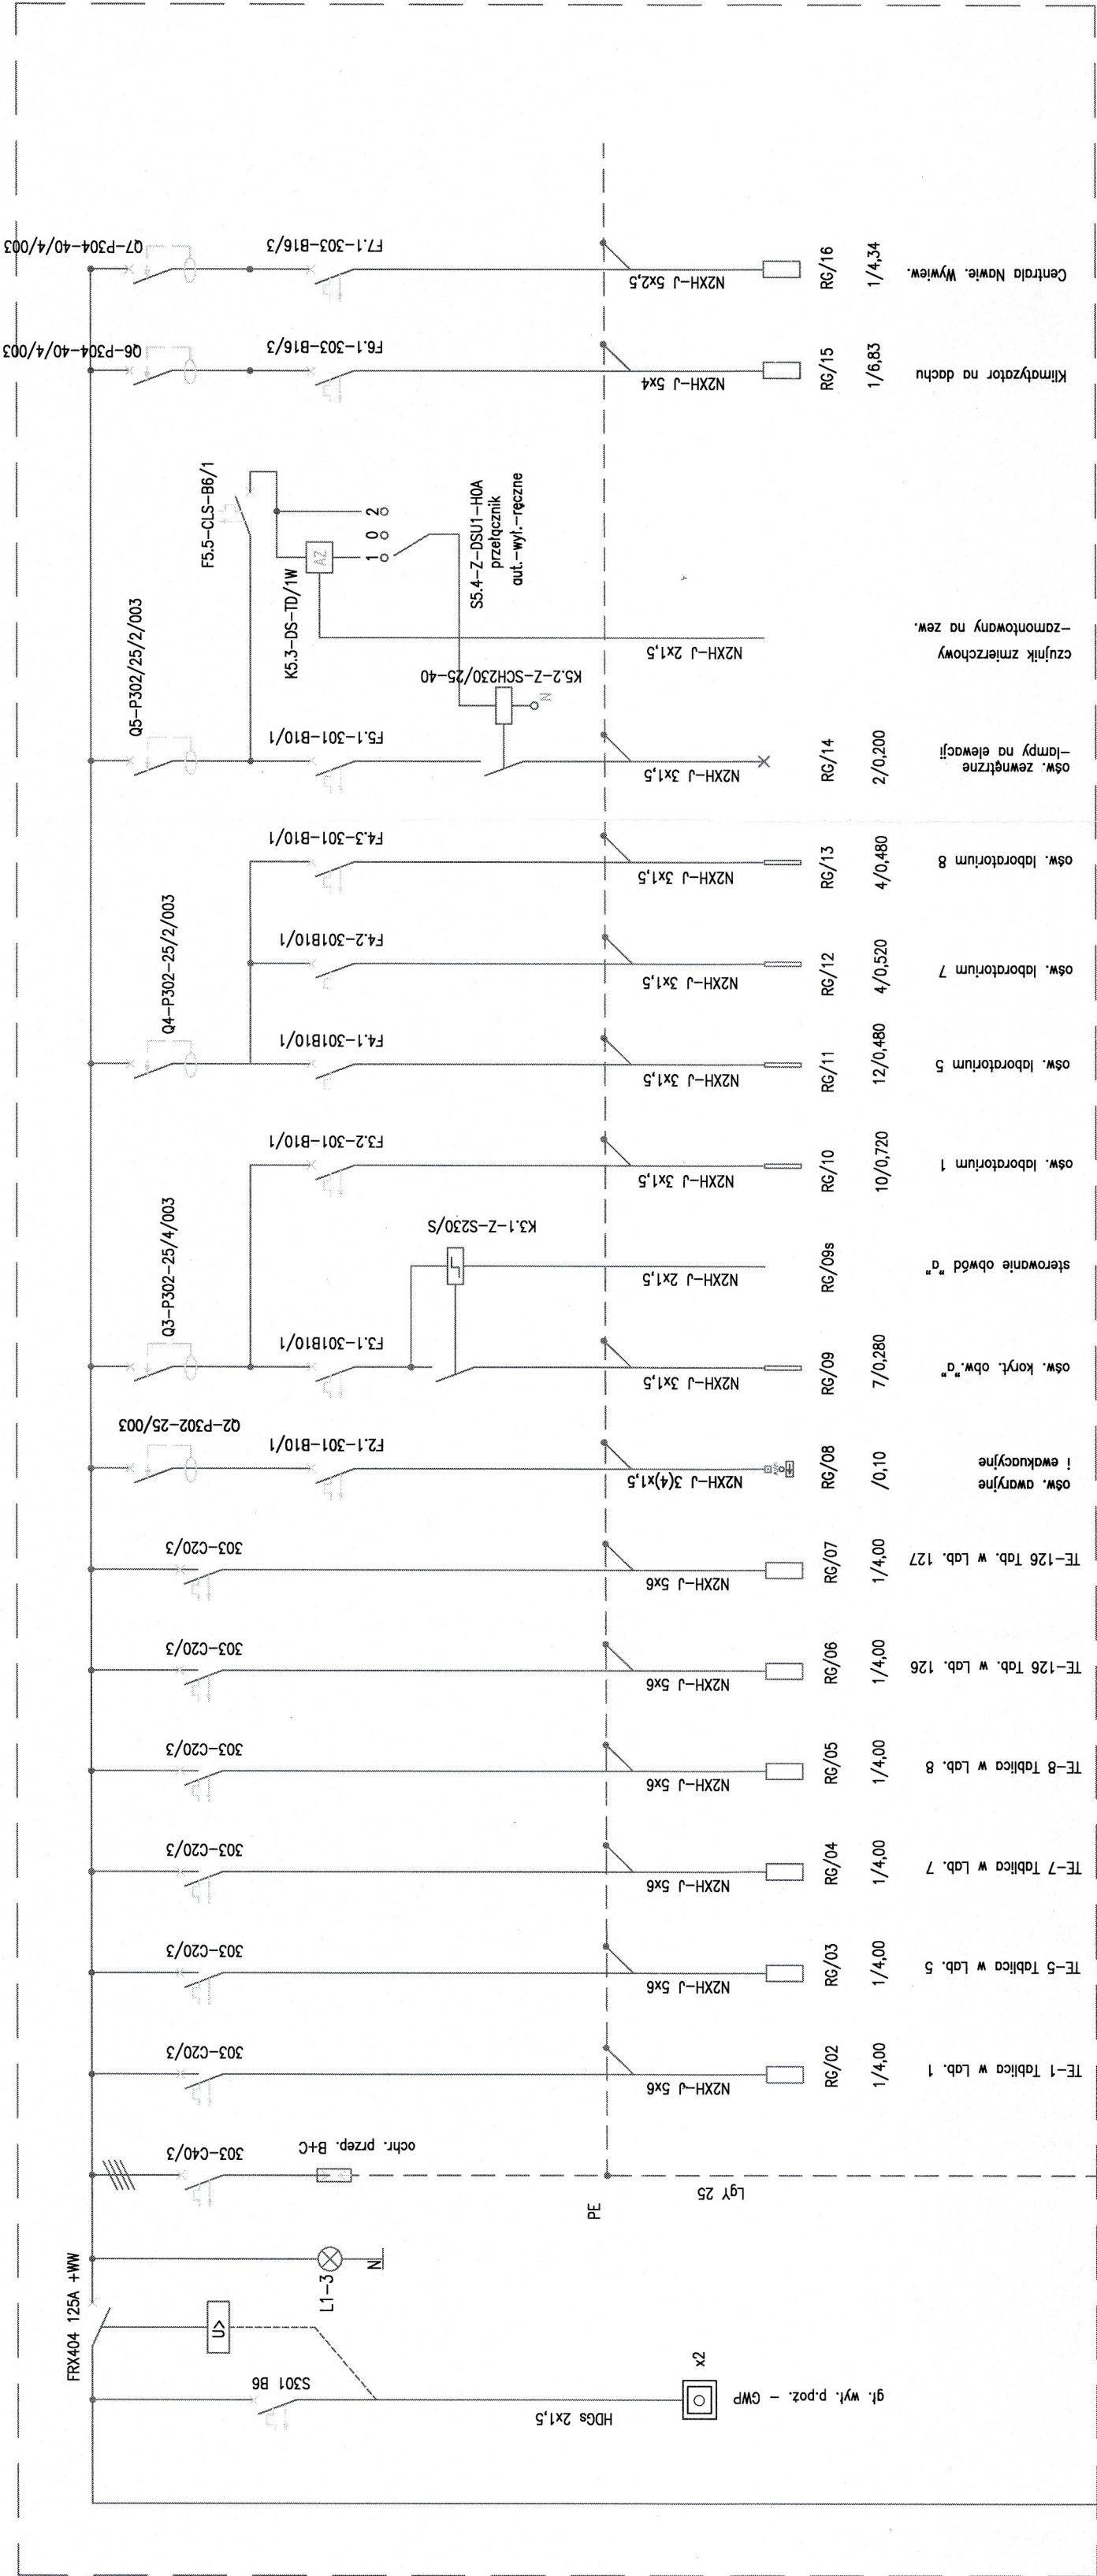 Q7-P304-40/4/003
F7.1-303-B16/3
N2XH-J 5x2,5
RG/16
1/4,34
Centrala Nawie. Wywiew.
Q6-P304-40/4/003
F6.1-303-B16/3
N2XH-J 5x4
RG/15
1/6,83
Klimatyzator na dachu
F5.5-CLS-B6/1
K5.3-DS-TD/1W
AZ
1 0 2
S5.4-Z-DSU1-H0A
przełącznik
aut.-wył.-ręczne
N2XH-J 2x1,5
czujnik zmierzchowy
-zamontowany na zew.
Q5-P302/25/2/003
F5.1-301-B10/1
K5.2-Z-SCH230/25-40
N
N2XH-J 3x1,5
RG/14
2/0,200
ośw. zewnętrzne
-lampy na elewacji
F4.3-301-B10/1
N2XH-J 3x1,5
RG/13
4/0,480
ośw. laboratorium 8
Q4-P302-25/2/003
F4.2-301B10/1
N2XH-J 3x1,5
RG/12
4/0,520
ośw. laboratorium 7
F4.1-301B10/1
N2XH-J 3x1,5
RG/11
12/0,480
ośw. laboratorium 5
F3.2-301-B10/1
N2XH-J 3x1,5
RG/10
10/0,720
ośw. laboratorium 1
Q3-P302-25/4/003
K3.1-Z-S230/S
N2XH-J 2x1,5
RG/09s
sterowanie obwód "a"
F3.1-301B10/1
N2XH-J 3x1,5
RG/09
7/0,280
ośw. koryt. obw."a"
Q2-P302-25/003
F2.1-301-B10/1
N2XH-J 3(4)x1,5
RG/08
/0,10
ośw. awaryjne
i ewakuacyjne
303-C20/3
N2XH-J 5x6
RG/07
1/4,00
TE-126 Tab. w Lab. 127
303-C20/3
N2XH-J 5x6
RG/06
1/4,00
TE-126 Tab. w Lab. 126
303-C20/3
N2XH-J 5x6
RG/05
1/4,00
TE-8 Tablica w Lab. 8
303-C20/3
N2XH-J 5x6
RG/04
1/4,00
TE-7 Tablica w Lab. 7
303-C20/3
N2XH-J 5x6
RG/03
1/4,00
TE-5 Tablica w Lab. 5
303-C20/3
N2XH-J 5x6
RG/02
1/4,00
TE-1 Tablica w Lab. 1
303-C40/3
ochr. przep. B+C
PE
LgY 25
FRX404 125A +WW
L1-3
N
U>
S301 B6
HDGs 2x1,5
x2
gł. wył. p.poż. - GWP